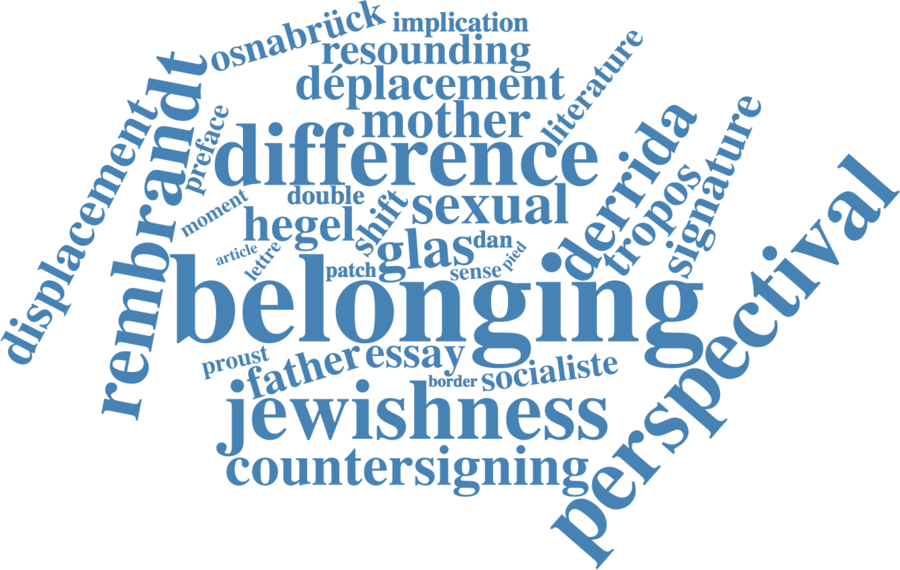 implication
osnabrück
resounding
literature
déplacement
displacement
rembrandt
preface
mother
difference
derrida
signature
double
moment
shift
sexual
tropos
hegel
glas
dan
article
lettre
patch
sense
pied
belonging
perspectival
proust
father
essay
border
socialiste
jewishness
countersigning